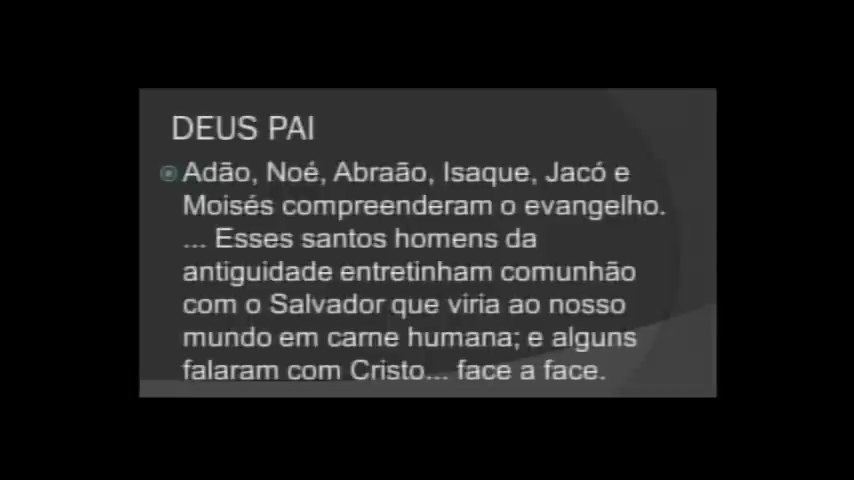 DEUS PAI
Adão, Noé, Abraão, Isaque, Jacó e
Moisés compreenderam o evangelho.
... Esses santos homens da
antiguidade entretinham comunhão
com o Salvador que viria ao nosso
mundo em carne humana; e alguns
falaram com Cristo... face a face.